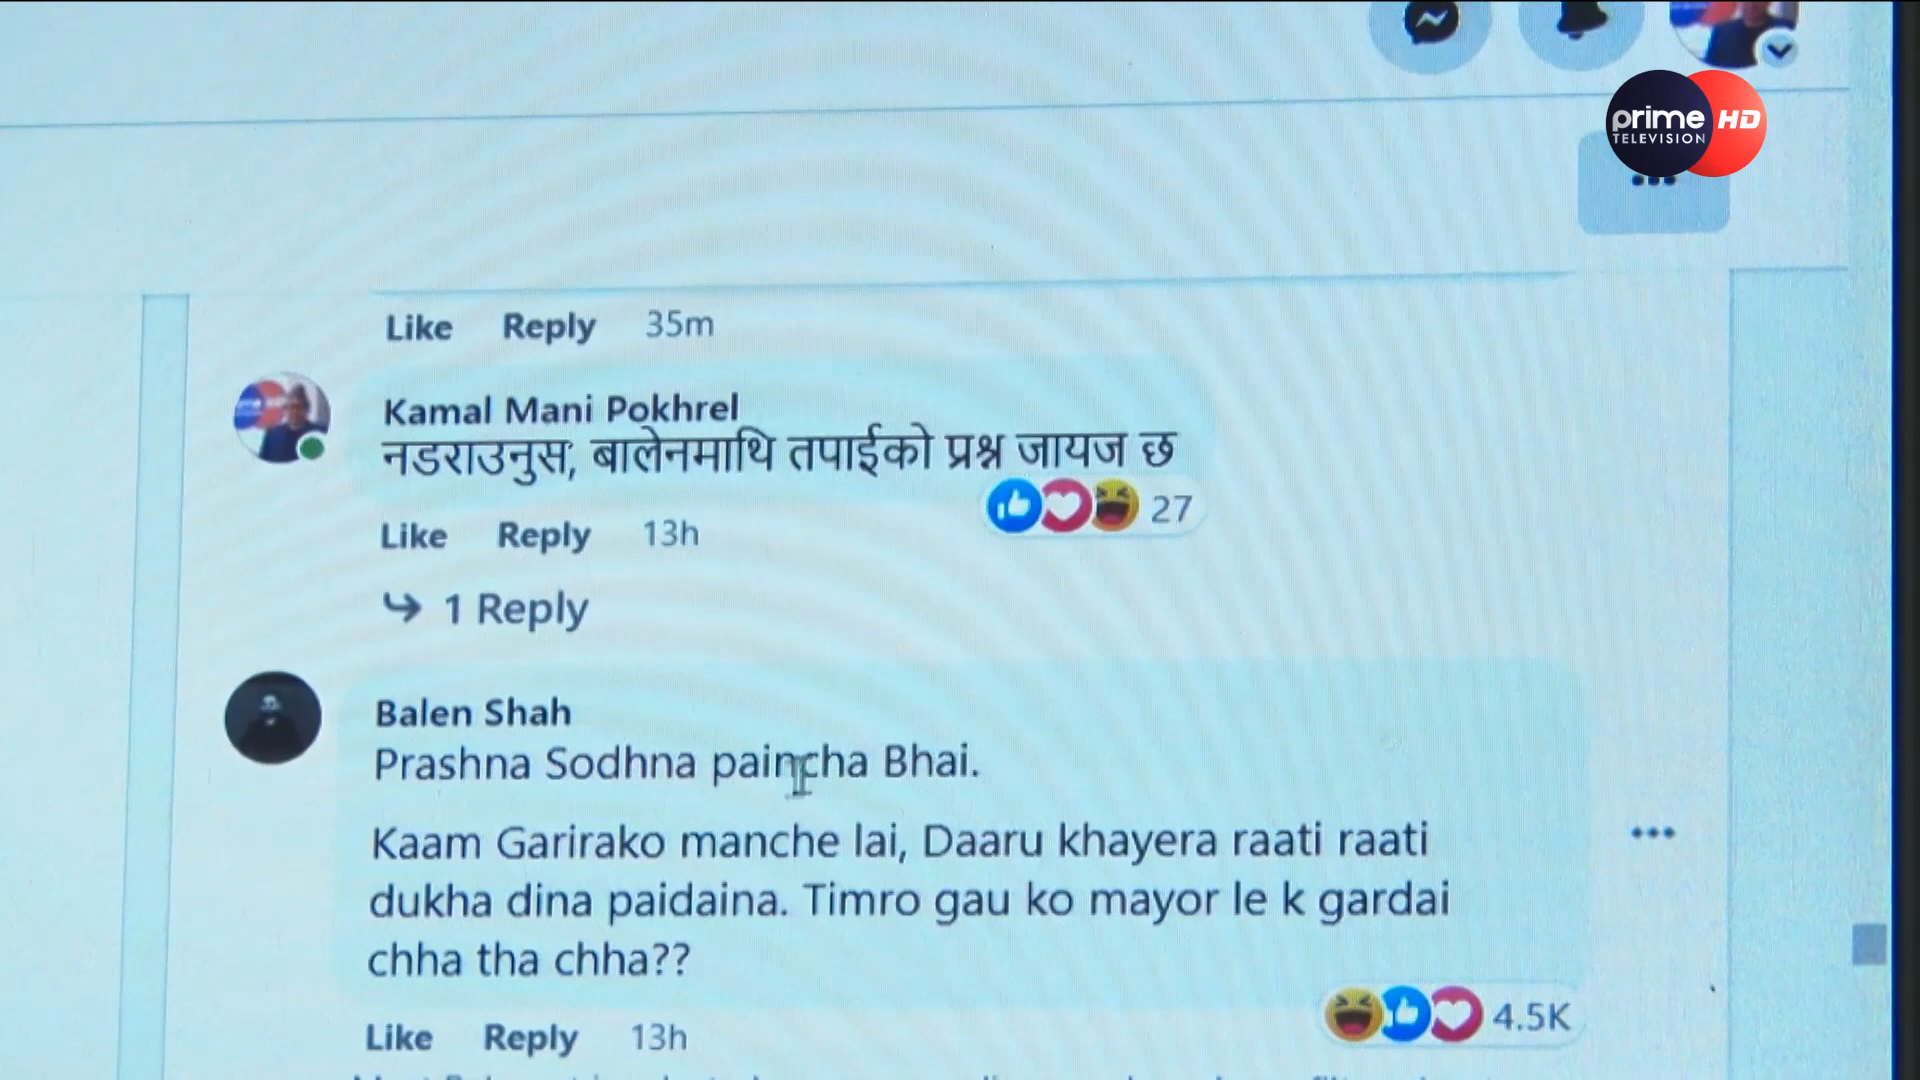 prime HD
TELEVISION
Like Reply 35m
Kamal Mani Pokhrel
नडराउनुस, बालेनमाथि तपाईको प्रश्न जायज छ
27
Like Reply 13h
1 Reply
Balen Shah
Prashna Sodhna paincha Bhai.
Kaam Garirako manche lai, Daaru khayera raati raati
dukha dina paidaina. Timro gau ko mayor le k gardai
chha tha chha??
4.5K
Like Reply 13h